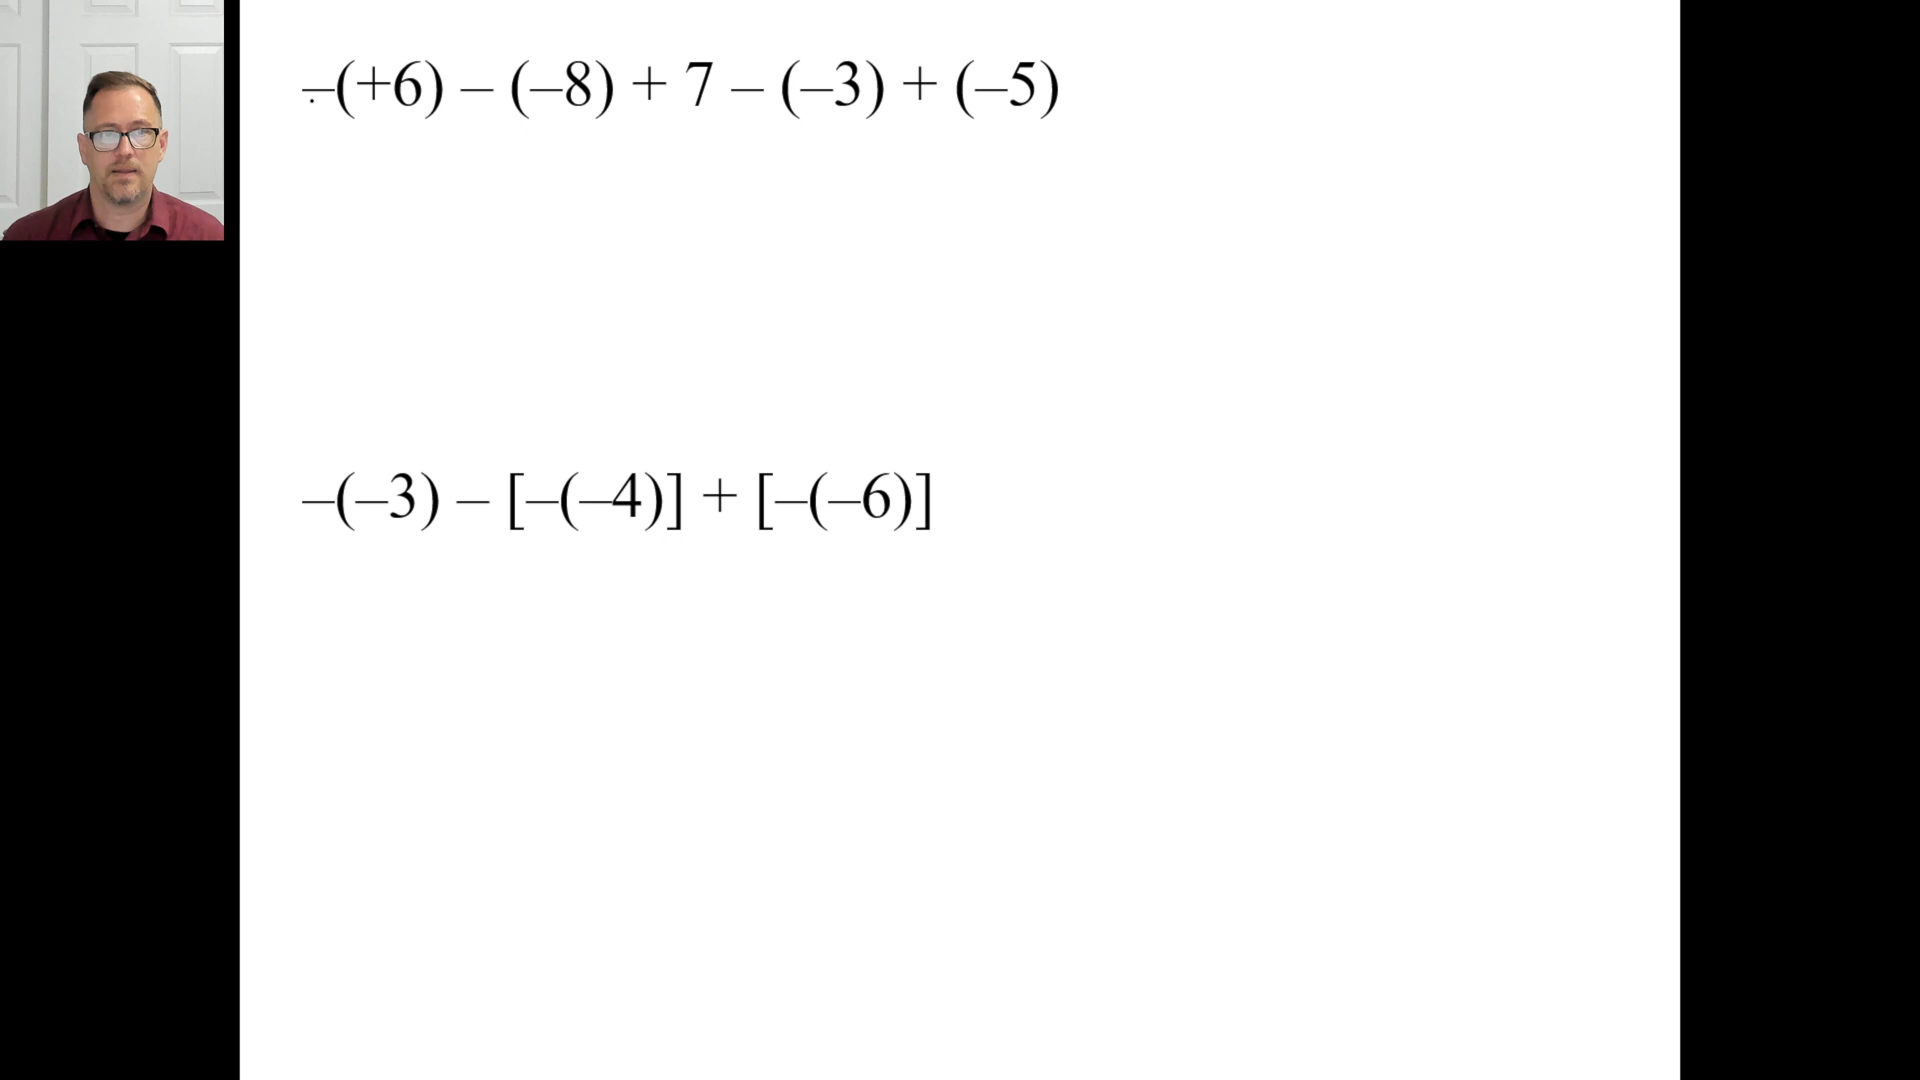 –(+6) – (–8) + 7 – (–3) + (–5)
–(–3) – [–(–4)] + [–(–6)]